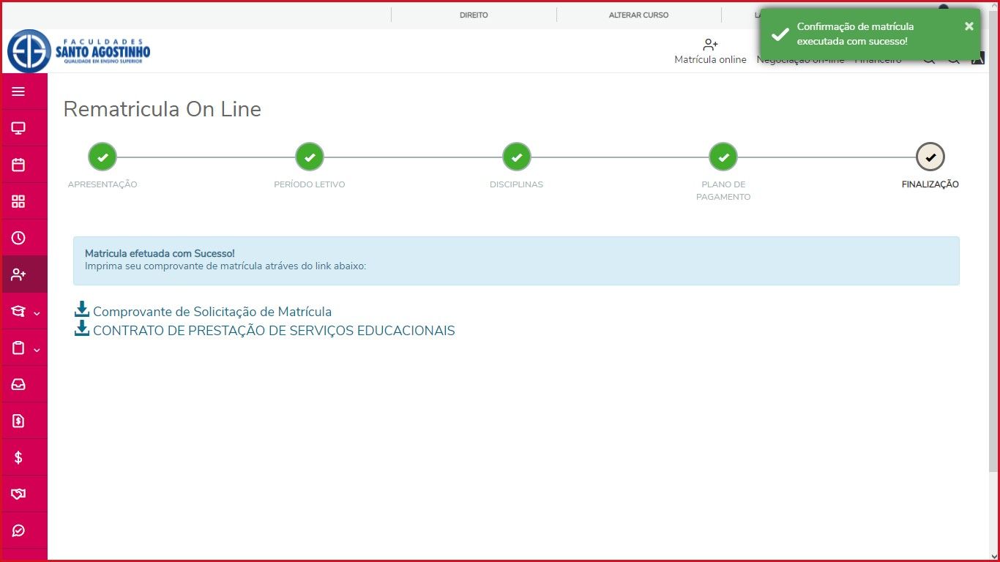 DIREITO
ALTERAR CURSO
Confirmação de matrícula
executada com sucesso!
FACULDADES
SANTO AGOSTINHO
QUALIDADE EM ENSINO SUPERIOR
Matrícula online
Negociação on-line
Financeiro
Rematricula On Line
APRESENTAÇÃO
PERÍODO LETIVO
DISCIPLINAS
PLANO DE
PAGAMENTO
FINALIZAÇÃO
Matricula efetuada com Sucesso!
Imprima seu comprovante de matrícula atráves do link abaixo:
Comprovante de Solicitação de Matrícula
CONTRATO DE PRESTAÇÃO DE SERVIÇOS EDUCACIONAIS